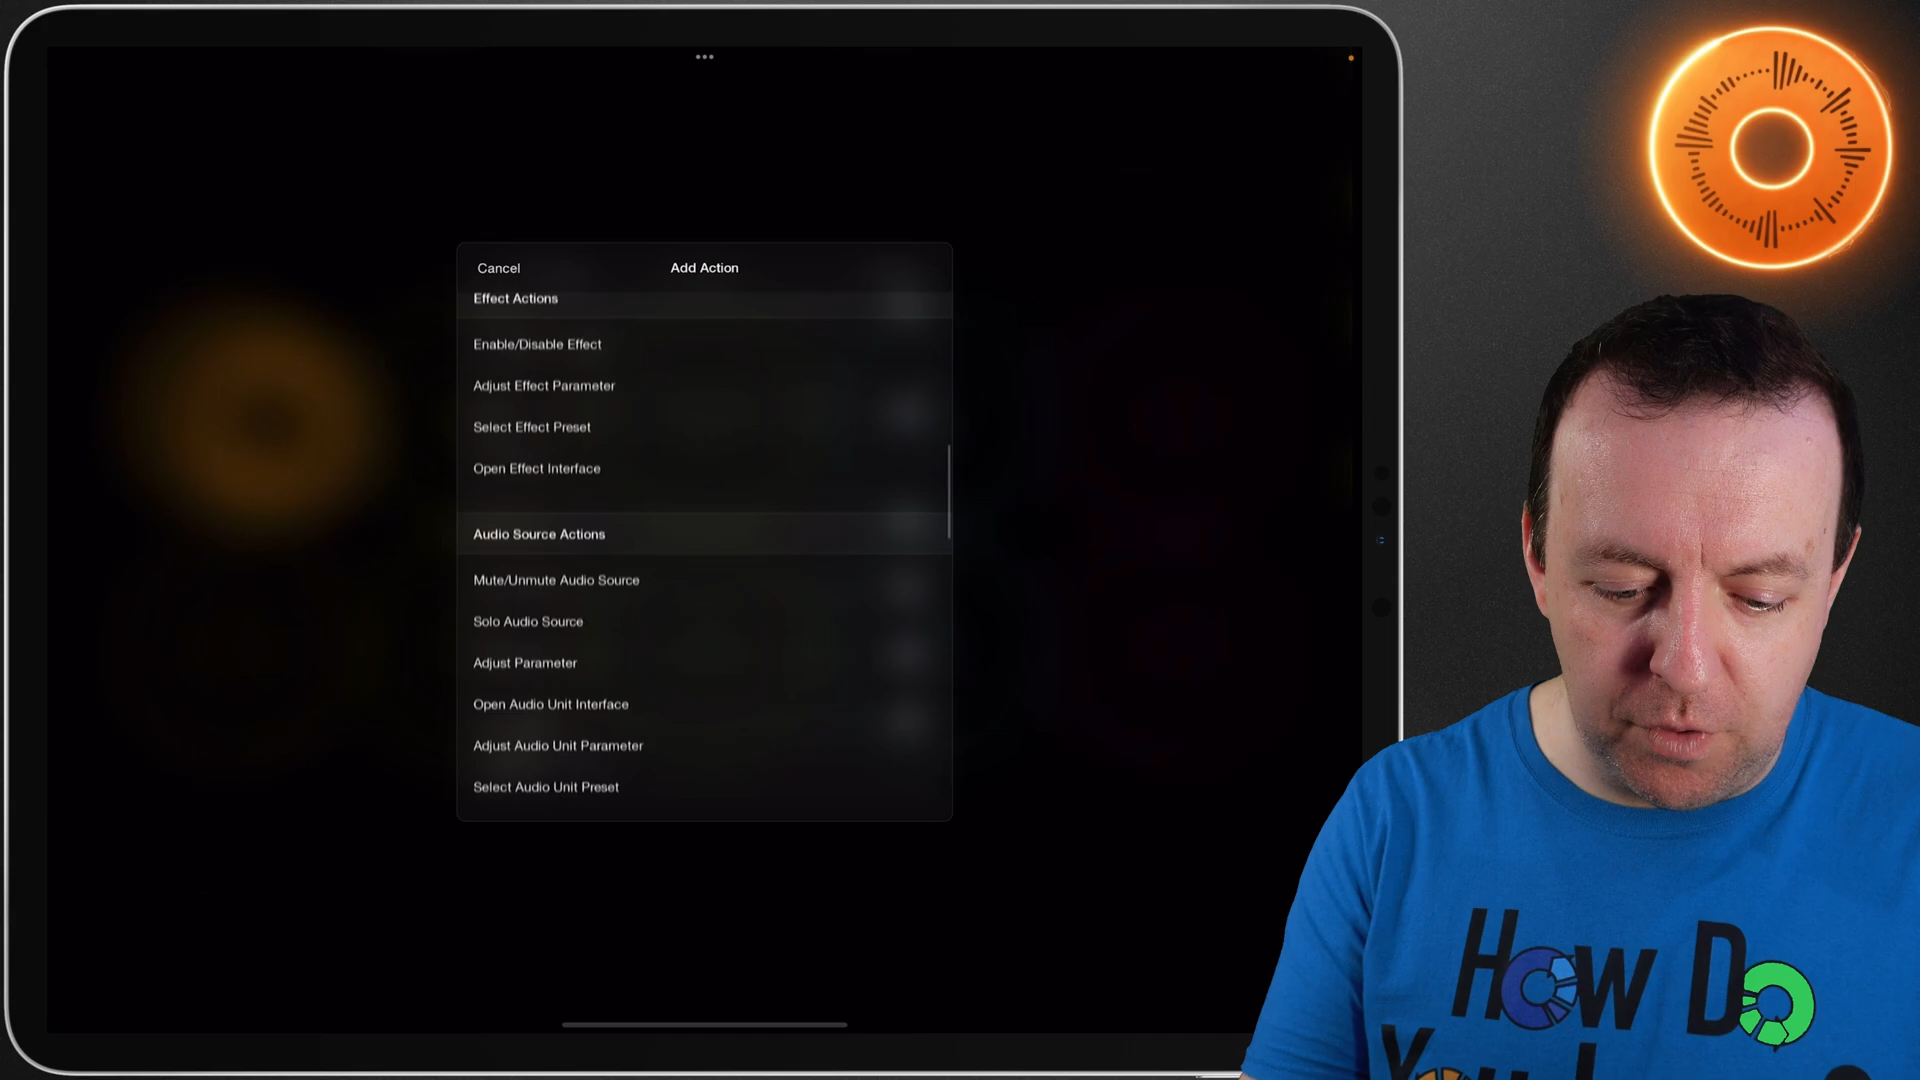 Cancel
Add Action
Effect Actions
Enable/Disable Effect
Adjust Effect Parameter
Select Effect Preset
Open Effect Interface
Audio Source Actions
Mute/Unmute Audio Source
Solo Audio Source
Adjust Parameter
Open Audio Unit Interface
Adjust Audio Unit Parameter
Select Audio Unit Preset
How Do